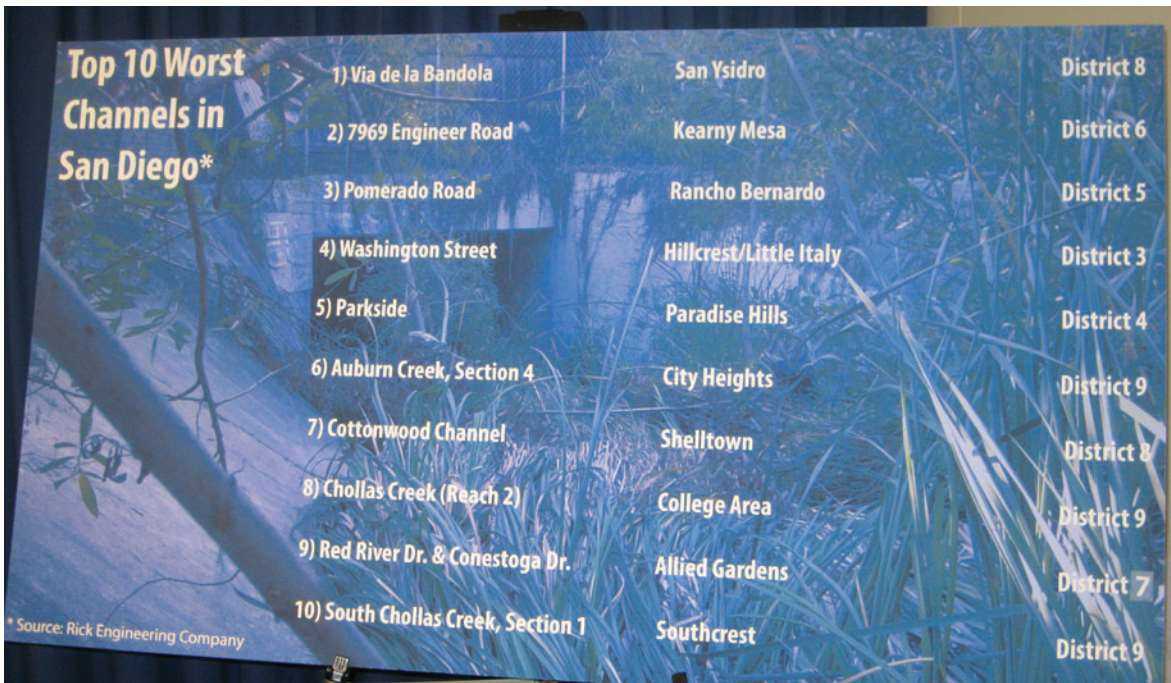 Top 10 Worst
Channels in
San Diego*
1) Via de la Bandola San Ysidro District 8
2) 7969 Engineer Road Kearny Mesa District 6
3) Pomerado Road Rancho Bernardo District 5
4) Washington Street Hillcrest/Little Italy District 3
5) Parkside Paradise Hills District 4
6) Auburn Creek, Section 4 City Heights District 9
7) Cottonwood Channel Shelltown District 8
8) Chollas Creek (Reach 2) College Area District 9
9) Red River Dr. & Conestoga Dr. Allied Gardens District 7
10) South Chollas Creek, Section 1 Southcrest District 9
* Source: Rick Engineering Company